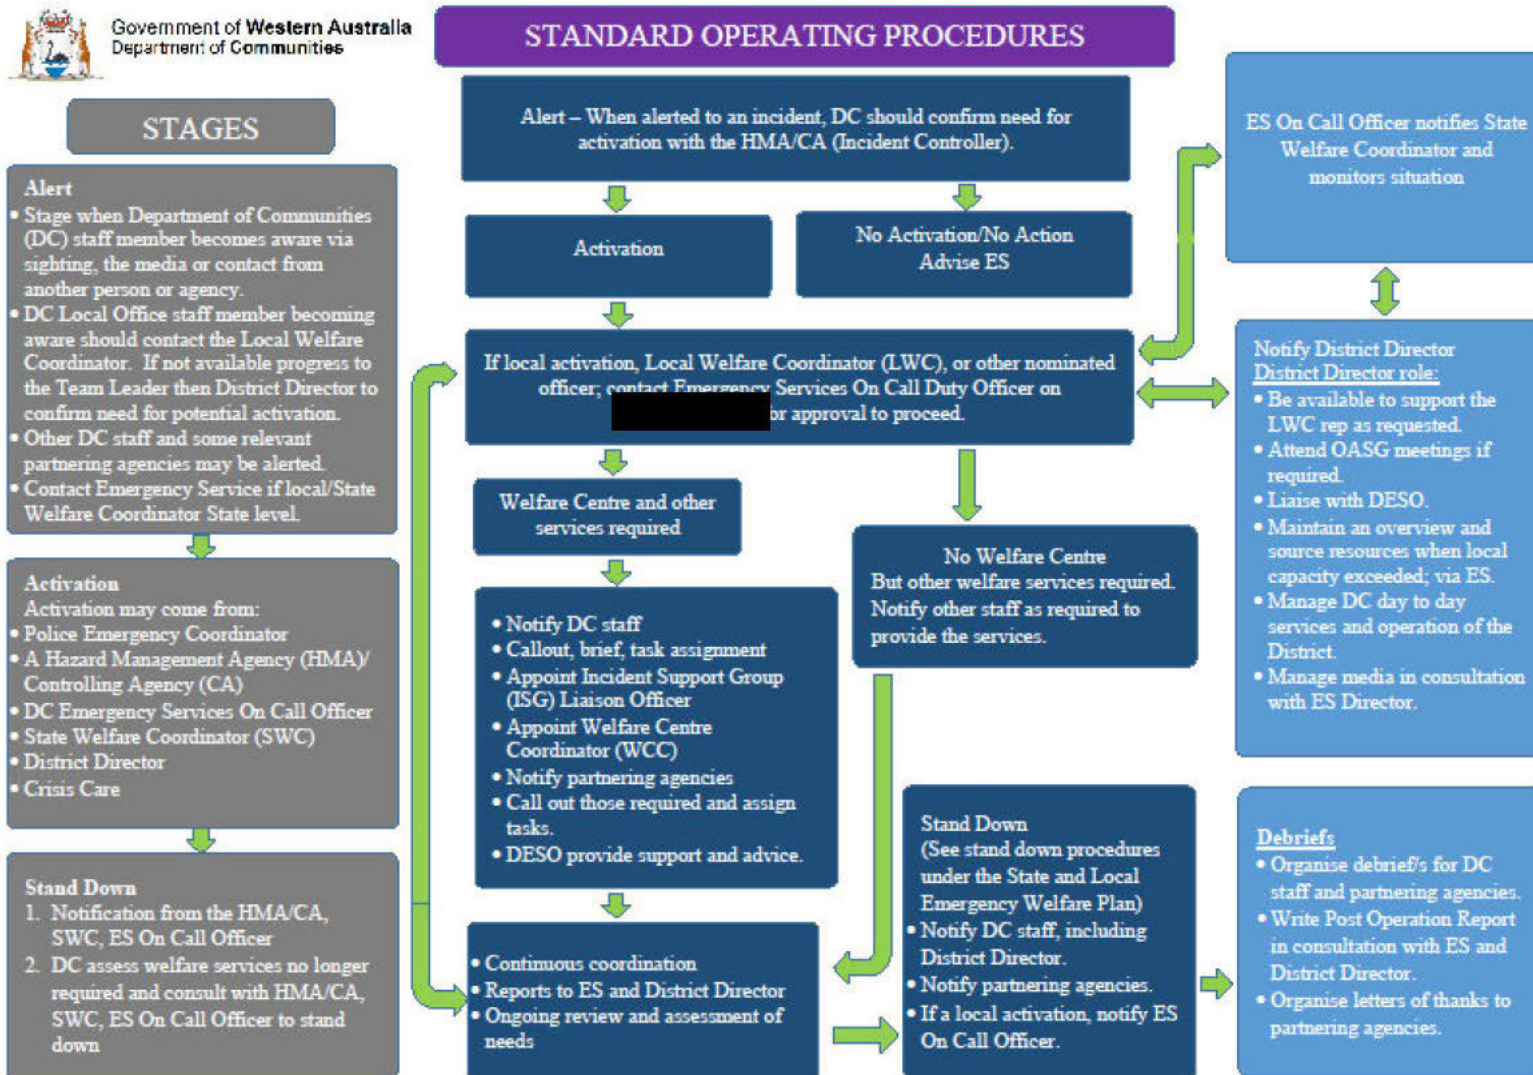 Government of Western Australia
Department of Communities
STANDARD OPERATING PROCEDURES
STAGES
Alert
• Stage when Department of Communities
(DC) staff member becomes aware via
sighting, the media or contact from
another person or agency.
• DC Local Office staff member becoming
aware should contact the Local Welfare
Coordinator. If not available progress to
the Team Leader then District Director to
confirm need for potential activation.
• Other DC staff and some relevant
partnering agencies may be alerted.
• Contact Emergency Service if local/State
Welfare Coordinator State level.
Activation
Activation may come from:
• Police Emergency Coordinator
• A Hazard Management Agency (HMA)/
Controlling Agency (CA)
• DC Emergency Services On Call Officer
• State Welfare Coordinator (SWC)
• District Director
• Crisis Care
Stand Down
1. Notification from the HMA/CA,
SWC, ES On Call Officer
2. DC assess welfare services no longer
required and consult with HMA/CA,
SWC, ES On Call Officer to stand
down
Alert – When alerted to an incident, DC should confirm need for
activation with the HMA/CA (Incident Controller).
Activation
No Activation/No Action
Advise ES
If local activation, Local Welfare Coordinator (LWC), or other nominated
officer; contact Emergency Services On Call Duty Officer on
or approval to proceed.
Welfare Centre and other
services required
No Welfare Centre
But other welfare services required.
Notify other staff as required to
provide the services.
• Notify DC staff
• Callout, brief, task assignment
• Appoint Incident Support Group
(ISG) Liaison Officer
• Appoint Welfare Centre
Coordinator (WCC)
• Notify partnering agencies
• Call out those required and assign
tasks.
• DESO provide support and advice.
• Continuous coordination
• Reports to ES and District Director
• Ongoing review and assessment of
needs
Stand Down
(See stand down procedures
under the State and Local
Emergency Welfare Plan)
• Notify DC staff, including
District Director.
• Notify partnering agencies.
• If a local activation, notify ES
On Call Officer.
ES On Call Officer notifies State
Welfare Coordinator and
monitors situation
Notify District Director
District Director role:
• Be available to support the
LWC rep as requested.
• Attend OASG meetings if
required.
• Liaise with DESO.
• Maintain an overview and
source resources when local
capacity exceeded; via ES.
• Manage DC day to day
services and operation of the
District.
• Manage media in consultation
with ES Director.
Debriefs
• Organise debrief/s for DC
staff and partnering agencies.
• Write Post Operation Report
in consultation with ES and
District Director.
• Organise letters of thanks to
partnering agencies.